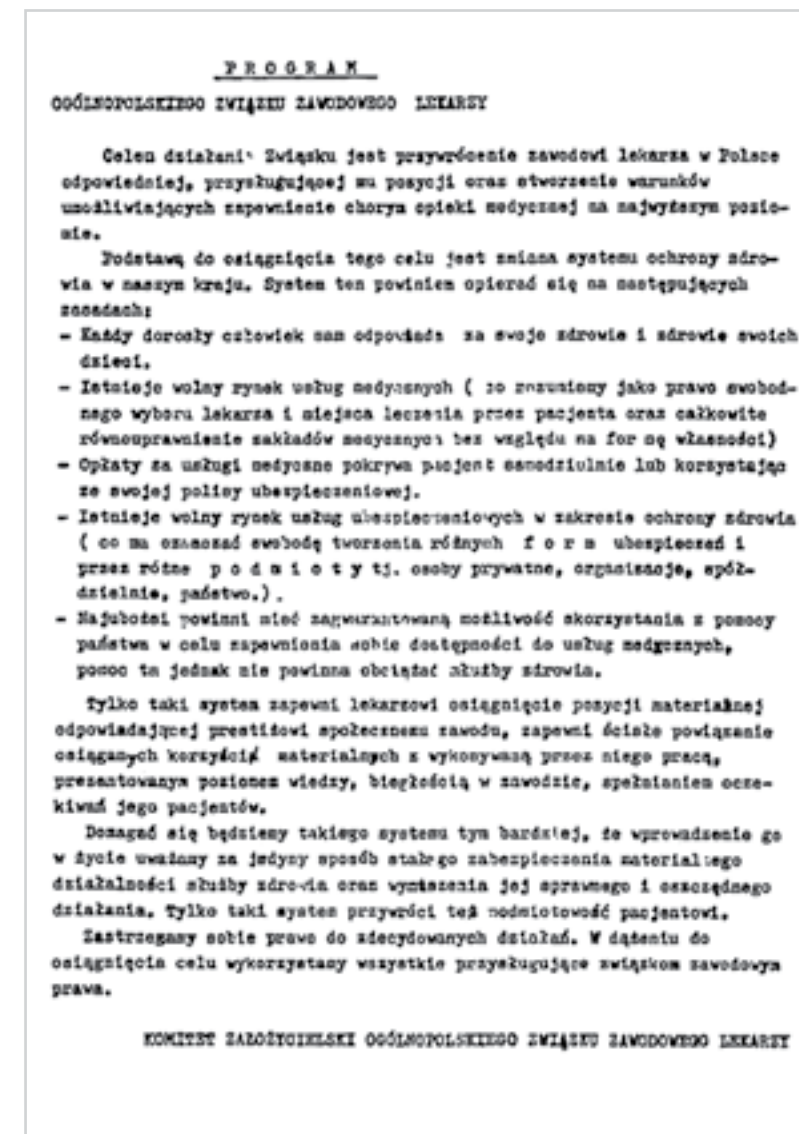 P R O G R A M
OGÓLNOPOLSKIEGO ZWIĄZKU ZAWODOWEGO LEKARZY
Celem działani Związku jest przywrócenie zawodowi lekarza w Polsce
odpowiedniej, przysługującej mu pozycji oraz stworzenie warunków
umożliwiających zapewnienie chorym opieki medycznej na najwyższym pozio-
mie.
Podstawą do osiągnięcia tego celu jest zmiana systemu ochrony zdro-
wia w naszym kraju. System ten powinien opierać się na następujących
zasadach:
- Każdy dorosły człowiek sam odpowiada za swoje zdrowie i zdrowie swoich
dzieci.
- Istnieje wolny rynek usług medycznych ( co rozumiemy jako prawo swobod-
nego wyboru lekarza i miejsca leczenia przez pacjenta oraz całkowite
równouprawnienie zakładów medycznych bez względu na for mę własności)
- Opłaty za usługi medyczne pokrywa pacjent samodzielnie lub korzystając
ze swojej polisy ubezpieczeniowej.
- Istnieje wolny rynek usług ubezpieczeniowych w zakresie ochrony zdrowia
( co ma oznaczać swobodę tworzenia różnych f o r m ubezpieczeń i
przez różne p o d m i o t y tj. osoby prywatne, organizacje, spół-
dzielnie, państwo.).
- Najubożsi powinni mieć zagwarantowaną możliwość skorzystania z pomocy
państwa w celu zapewnienia sobie dostępności do usług medycznych,
pomoc ta jednak nie powinna obciążać służby zdrowia.
Tylko taki system zapewni lekarzowi osiągnięcie pozycji materialnej
odpowiadającej prestiżowi społecznemu zawodu, zapewni ścisłe powiązanie
osiąganych korzyści materialnych z wykonywaną przez niego pracą,
prezentowanym poziomem wiedzy, biegłością w zawodzie, spełnianiem ocze-
kiwań jego pacjentów.
Domagać się będziemy takiego systemu tym bardziej, że wprowadzenie go
w życie uważamy za jedyny sposób stałego zabezpieczenia materialnego
działalności służby zdrowia oraz wymuszenia jej sprawnego i oszczędnego
działania. Tylko taki system przywróci też podmiotowość pacjentowi.
Zastrzegamy sobie prawo do zdecydowanych działań. W dążeniu do
osiągnięcia celu wykorzystamy wszystkie przysługujące związkom zawodowym
prawa.
KOMITET ZAŁOŻYCIELSKI OGÓLNOPOLSKIEGO ZWIĄZKU ZAWODOWEGO LEKARZY